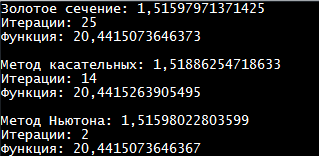 Золотое сечение: 1,51597971371425
Итерации: 25
Функция: 20,4415073646373
Метод касательных: 1,51886254718633
Итерации: 14
Функция: 20,4415263905495
Метод Ньютона: 1,51598022803599
Итерации: 2
Функция: 20,4415073646367